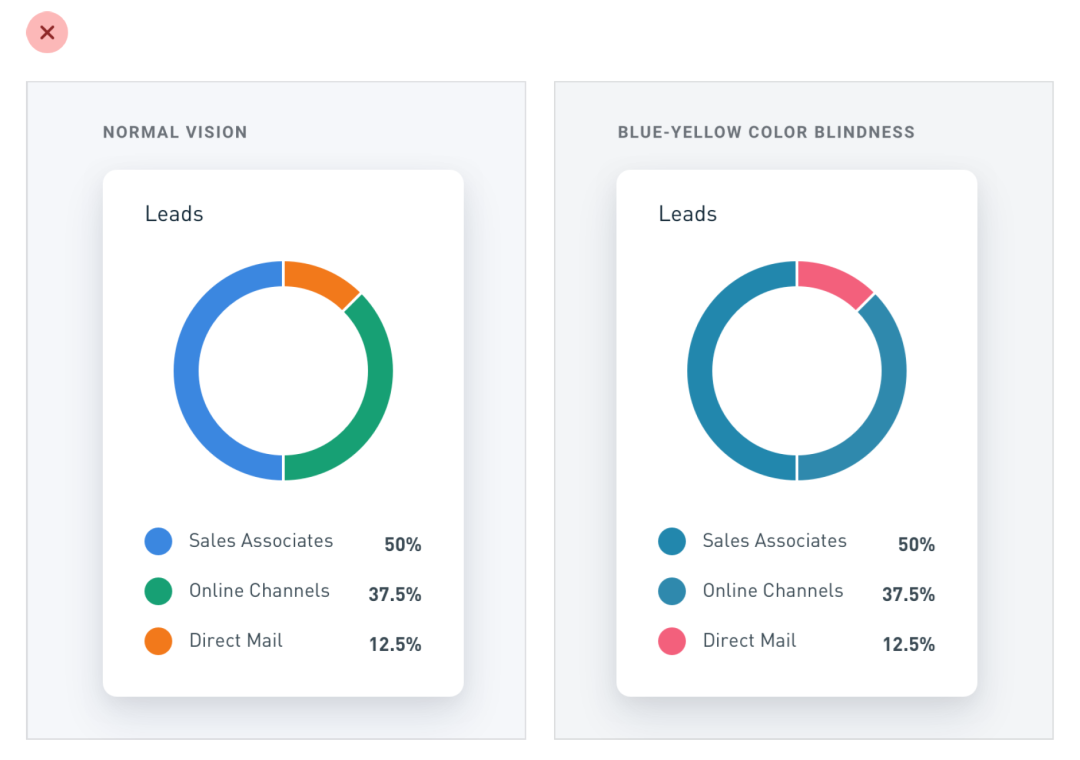 NORMAL VISION
Leads
Sales Associates 50%
Online Channels 37.5%
Direct Mail 12.5%
BLUE-YELLOW COLOR BLINDNESS
Leads
Sales Associates 50%
Online Channels 37.5%
Direct Mail 12.5%